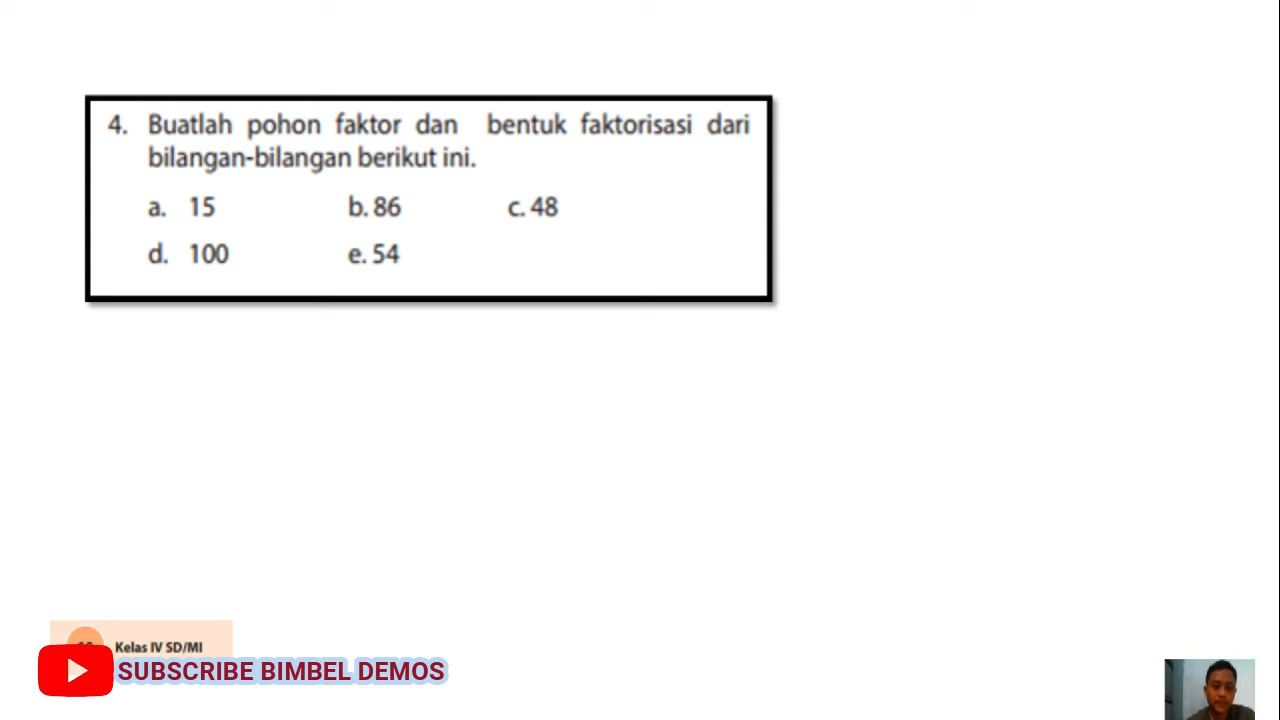 4. Buatlah pohon faktor dan bentuk faktorisasi dari
bilangan-bilangan berikut ini.
a. 15 b. 86 c. 48
d. 100 e. 54
Kelas IV SD/MI
SUBSCRIBE BIMBEL DEMOS